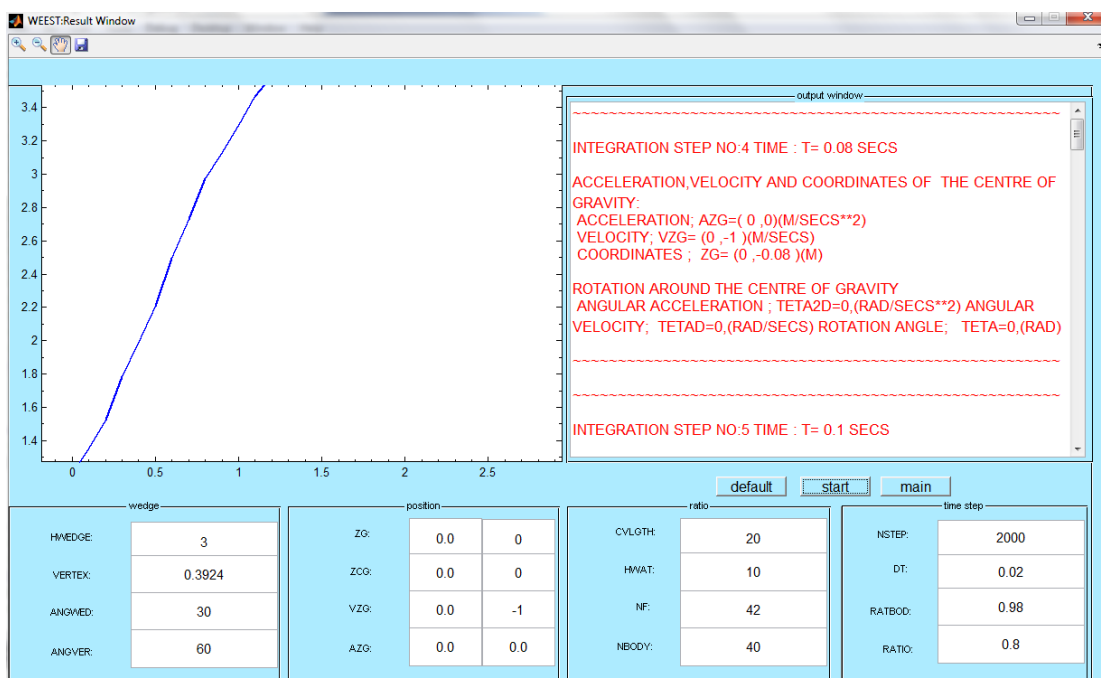 WEEST:Result Window
output window
3.4
3.2
3
2.8
2.6
2.4
2.2
2
1.8
1.6
1.4
0
0.5
1
1.5
2
2.5
~~~~~~~~~~~~~~~~~~~~~~~~~~~~~~~~~~~~~~~~~~~~~~~~~~~~~~
INTEGRATION STEP NO:4 TIME : T= 0.08 SECS
ACCELERATION,VELOCITY AND COORDINATES OF THE CENTRE OF
GRAVITY:
ACCELERATION; AZG=( 0 ,0)(M/SECS**2)
VELOCITY; VZG= (0 ,-1 )(M/SECS)
COORDINATES ; ZG= (0 ,-0.08 )(M)
ROTATION AROUND THE CENTRE OF GRAVITY
ANGULAR ACCELERATION ; TETA2D=0,(RAD/SECS**2) ANGULAR
VELOCITY; TETAD=0,(RAD/SECS) ROTATION ANGLE; TETA=0,(RAD)
~~~~~~~~~~~~~~~~~~~~~~~~~~~~~~~~~~~~~~~~~~~~~~~~~~~~~~
~~~~~~~~~~~~~~~~~~~~~~~~~~~~~~~~~~~~~~~~~~~~~~~~~~~~~~
INTEGRATION STEP NO:5 TIME : T= 0.1 SECS
default start main
wedge
HWEDGE: 3
VERTEX: 0.3924
ANGWED: 30
ANGVER: 60
position
ZG: 0.0 0
ZCG: 0.0 0
VZG: 0.0 -1
AZG: 0.0 0.0
ratio
CVLGTH: 20
HWAT: 10
NF: 42
NBODY: 40
time step
NSTEP: 2000
DT: 0.02
RATBOD: 0.98
RATIO: 0.8